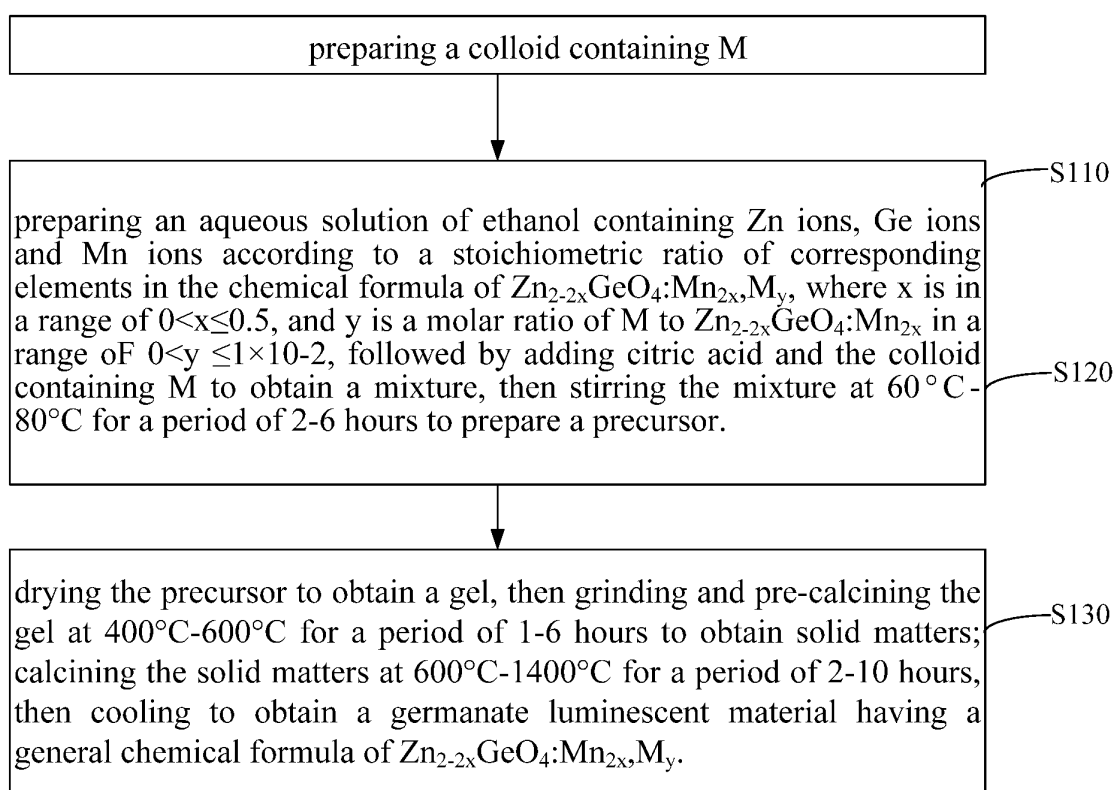 preparing a colloid containing M
S110
preparing an aqueous solution of ethanol containing Zn ions, Ge ions
and Mn ions according to a stoichiometric ratio of corresponding
elements in the chemical formula of Zn₂₋₂ₓGeO₄:Mn₂ₓ,Mᵧ, where x is in
a range of 0<x≤0.5, and y is a molar ratio of M to Zn₂₋₂ₓGeO₄:Mn₂ₓ in a
range oF 0<y ≤1×10-2, followed by adding citric acid and the colloid
containing M to obtain a mixture, then stirring the mixture at 60°C-
80°C for a period of 2-6 hours to prepare a precursor.
S120
drying the precursor to obtain a gel, then grinding and pre-calcining the
gel at 400°C-600°C for a period of 1-6 hours to obtain solid matters;
calcining the solid matters at 600°C-1400°C for a period of 2-10 hours,
then cooling to obtain a germanate luminescent material having a
general chemical formula of Zn₂₋₂ₓGeO₄:Mn₂ₓ,Mᵧ.
S130